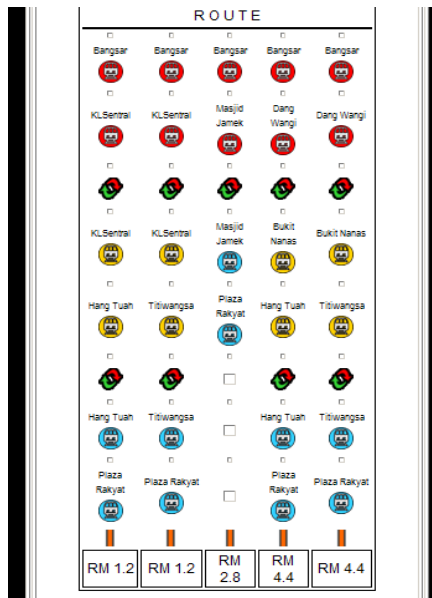 ROUTE
Bangsar Bangsar Bangsar Bangsar Bangsar
KLSentral KLSentral Masjid Jamek Dang Wangi Dang Wangi
KLSentral KLSentral Masjid Jamek Bukit Nanas Bukit Nanas
Hang Tuah Titiwangsa Plaza Rakyat Hang Tuah Titiwangsa
Hang Tuah Titiwangsa Hang Tuah Titiwangsa
Plaza Rakyat Plaza Rakyat Plaza Rakyat Plaza Rakyat
RM 1.2 RM 1.2 RM 2.8 RM 4.4 RM 4.4